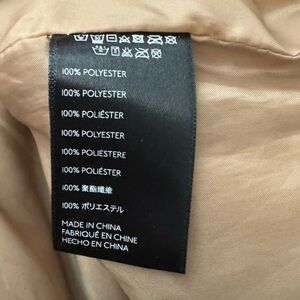 100% POLYESTER
100% POLYESTER
100% POLIÉSTER
100% POLYESTER
100% POLIESTERE
100% POLIESTER
100% 聚酯纖維
100% ポリエステル
MADE IN CHINA
FABRIQUÉ EN CHINE
HECHO EN CHINA